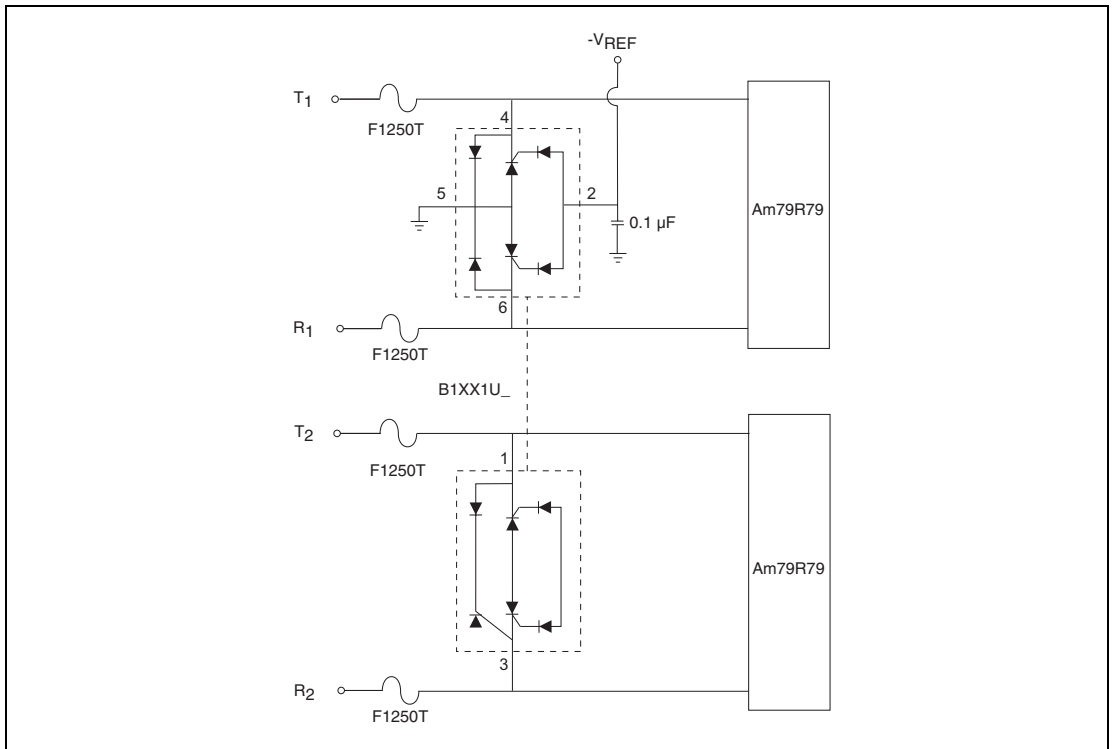 -VREF
T1
F1250T
4
5
2
Am79R79
0.1 µF
6
R1
F1250T
B1XX1U_
T2
F1250T
1
Am79R79
3
R2
F1250T